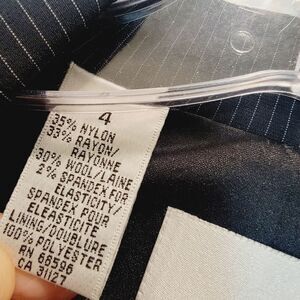 4
35% NYLON
33% RAYON/
RAYONNE
30% WOOL/LAINE
2% SPANDEX FOR
ELASTICITY/
SPANDEX POUR
ELEASTICITE
LINING/DOUBLURE
100% POLYESTER
RN 68596
CA 31127